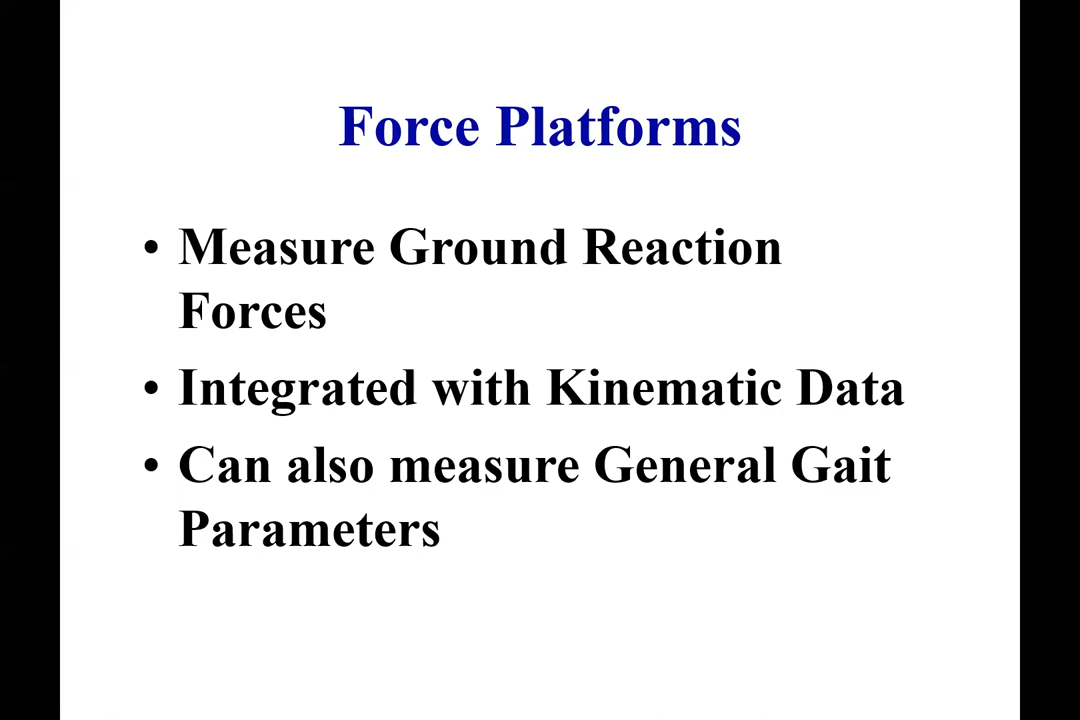 Force Platforms
• Measure Ground Reaction
Forces
• Integrated with Kinematic Data
• Can also measure General Gait
Parameters